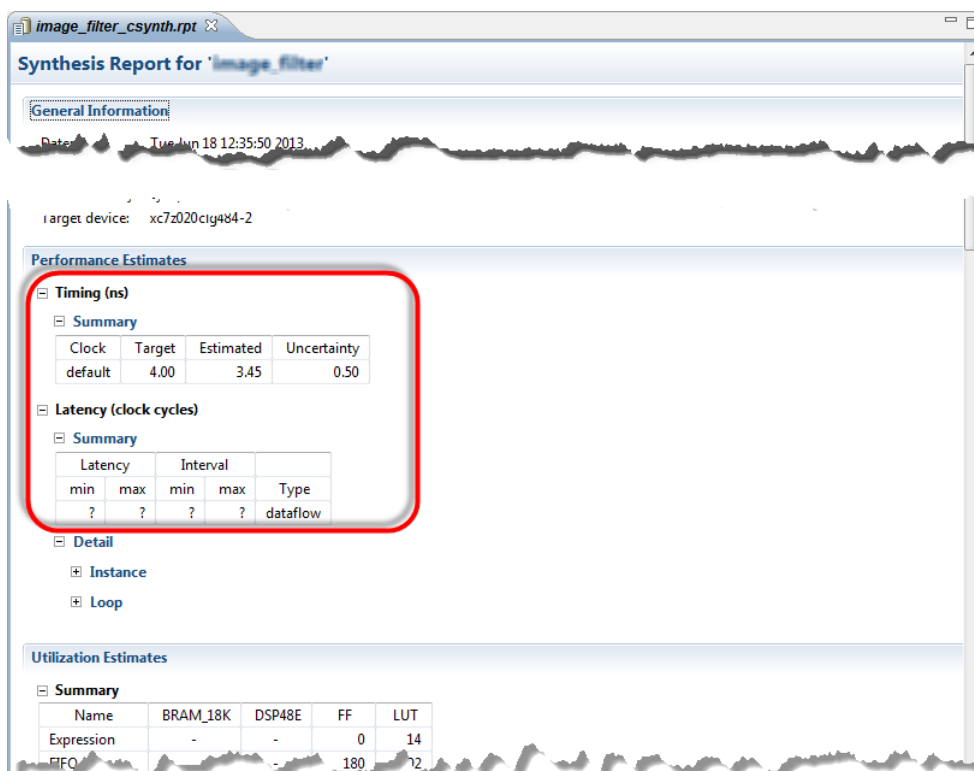 image_filter_csynth.rpt
Synthesis Report for 'image_filter'
General Information
Date: Tue Jun 18 12:35:50 2013
Target device: xc7z020clg484-2
Performance Estimates
Timing (ns)
Summary
Clock Target Estimated Uncertainty
default 4.00 3.45 0.50
Latency (clock cycles)
Summary
Latency Interval
min max min max Type
? ? ? ? dataflow
Detail
Instance
Loop
Utilization Estimates
Summary
Name BRAM_18K DSP48E FF LUT
Expression - - 0 14
FIFO - 180